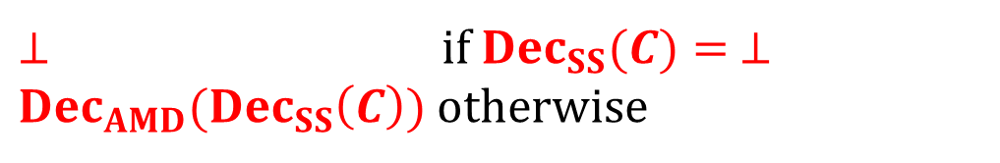 ⊥ if Dec_SS(C) = ⊥
Dec_AMD(Dec_SS(C)) otherwise